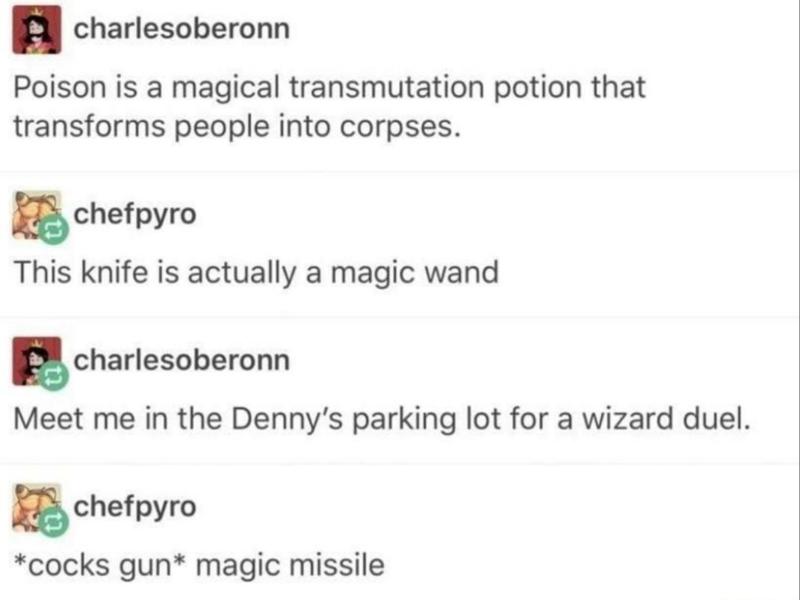 charlesoberonn
Poison is a magical transmutation potion that
transforms people into corpses.
chefpyro
This knife is actually a magic wand
charlesoberonn
Meet me in the Denny’s parking lot for a wizard duel.
chefpyro
*cocks gun* magic missile